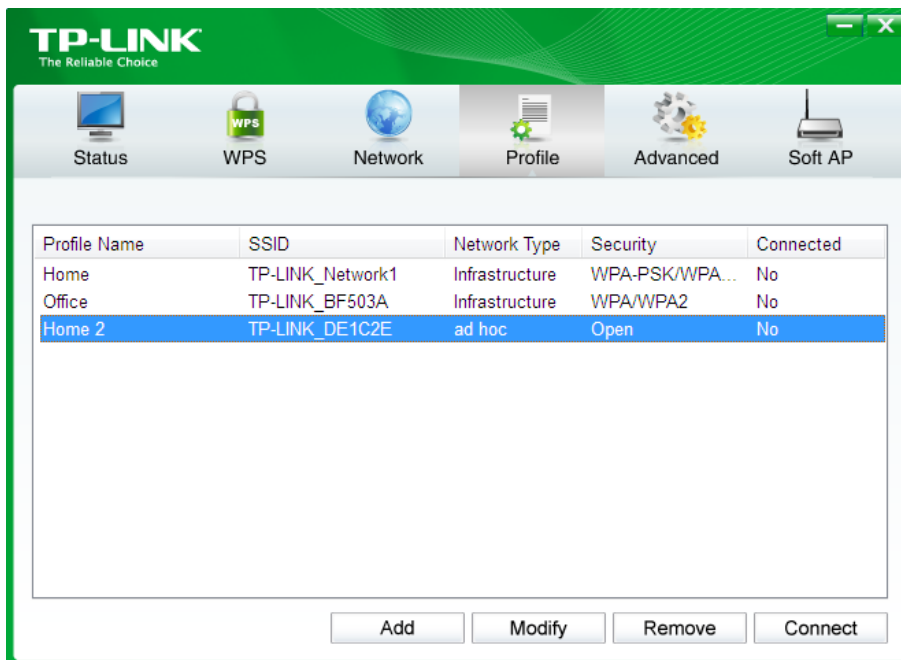 TP-LINK
The Reliable Choice
WPS
Status WPS Network Profile Advanced Soft AP
Profile Name SSID Network Type Security Connected
Home TP-LINK_Network1 Infrastructure WPA-PSK/WPA... No
Office TP-LINK_BF503A Infrastructure WPA/WPA2 No
Home 2 TP-LINK_DE1C2E ad hoc Open No
Add Modify Remove Connect